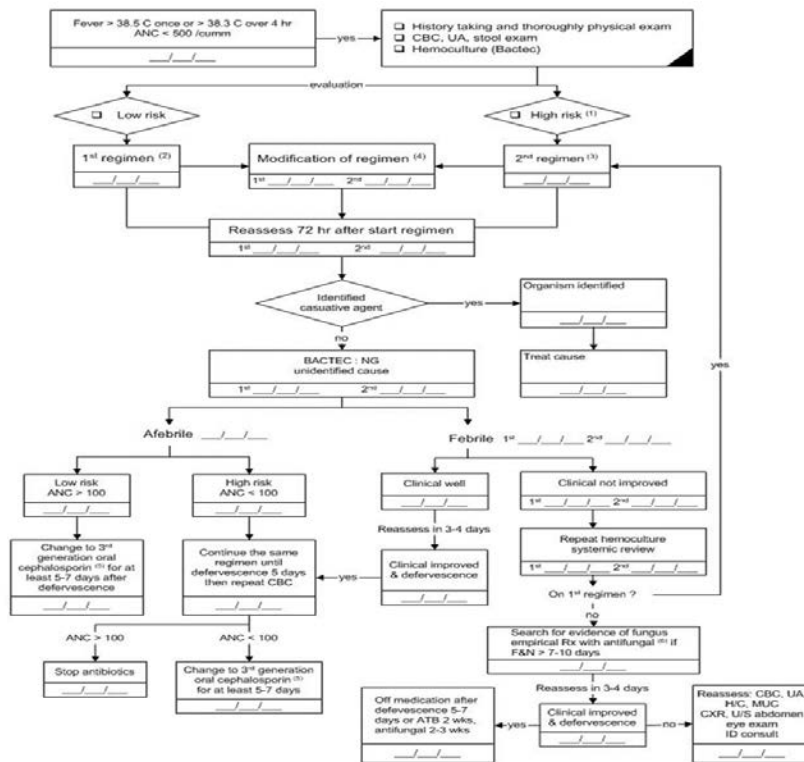 Fever > 38.5 C once or > 38.3 C over 4 hr
ANC < 500 /cumm
___/___/___
yes
❑ History taking and thoroughly physical exam
❑ CBC, UA, stool exam
❑ Hemoculture (Bactec)
evaluation
❑ Low risk
❑ High risk (1)
1st regimen (2)
___/___/___
Modification of regimen (4)
1st ___/___/___ 2nd ___/___/___
2nd regimen (3)
___/___/___
Reassess 72 hr after start regimen
1st ___/___/___ 2nd ___/___/___
Identified
casuative agent
yes
Organism identified
___/___/___
no
Treat cause
___/___/___
yes
BACTEC : NG
unidentified cause
1st ___/___/___ 2nd ___/___/___
Afebrile ___/___/___
Febrile 1st ___/___/___ 2nd ___/___/___
Low risk
ANC > 100
___/___/___
High risk
ANC < 100
___/___/___
Clinical well
___/___/___
Clinical not improved
1st ___/___/___ 2nd ___/___/___
Change to 3rd
generation oral
cephalosporin (5) for at
least 5-7 days after
defervescence
___/___/___
Continue the same
regimen until
defervescence 5 days
then repeat CBC
___/___/___
Reassess in 3-4 days
yes
Clinical improved
& defervescence
___/___/___
Repeat hemoculture
systemic review
1st ___/___/___ 2nd ___/___/___
On 1st regimen ?
no
ANC > 100
ANC < 100
Stop antibiotics
___/___/___
Change to 3rd generation
oral cephalosporin (5)
for at least 5-7 days
___/___/___
Search for evidence of fungus
empirical Rx with antifungal (6) if
F&N > 7-10 days
___/___/___
Reassess in 3-4 days
Off medication after
defervescence 5-7
days or ATB 2 wks,
antifungal 2-3 wks
___/___/___
yes
Clinical improved
& defervescence
___/___/___
no
Reassess: CBC, UA
H/C, MUC
CXR, U/S abdomen
eye exam
ID consult
___/___/___